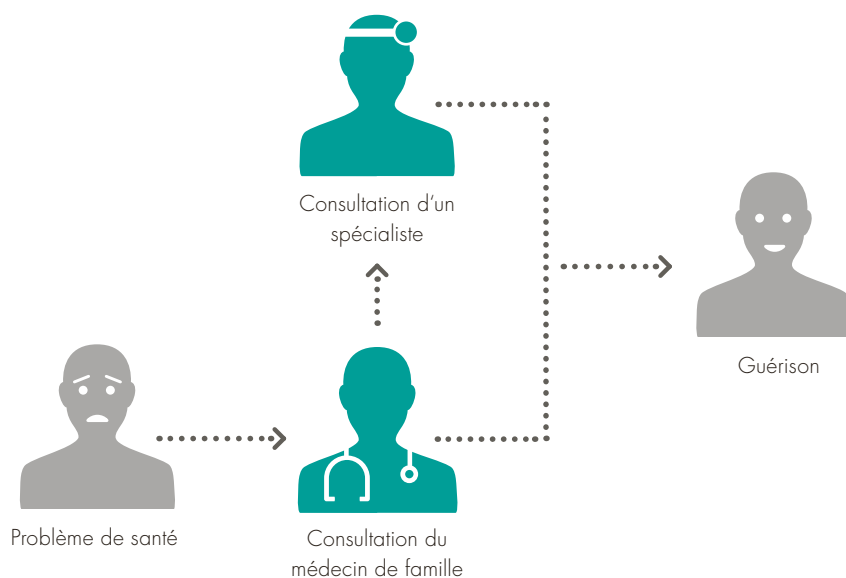 Consultation d'un
spécialiste
Guérison
Problème de santé
Consultation du
médecin de famille